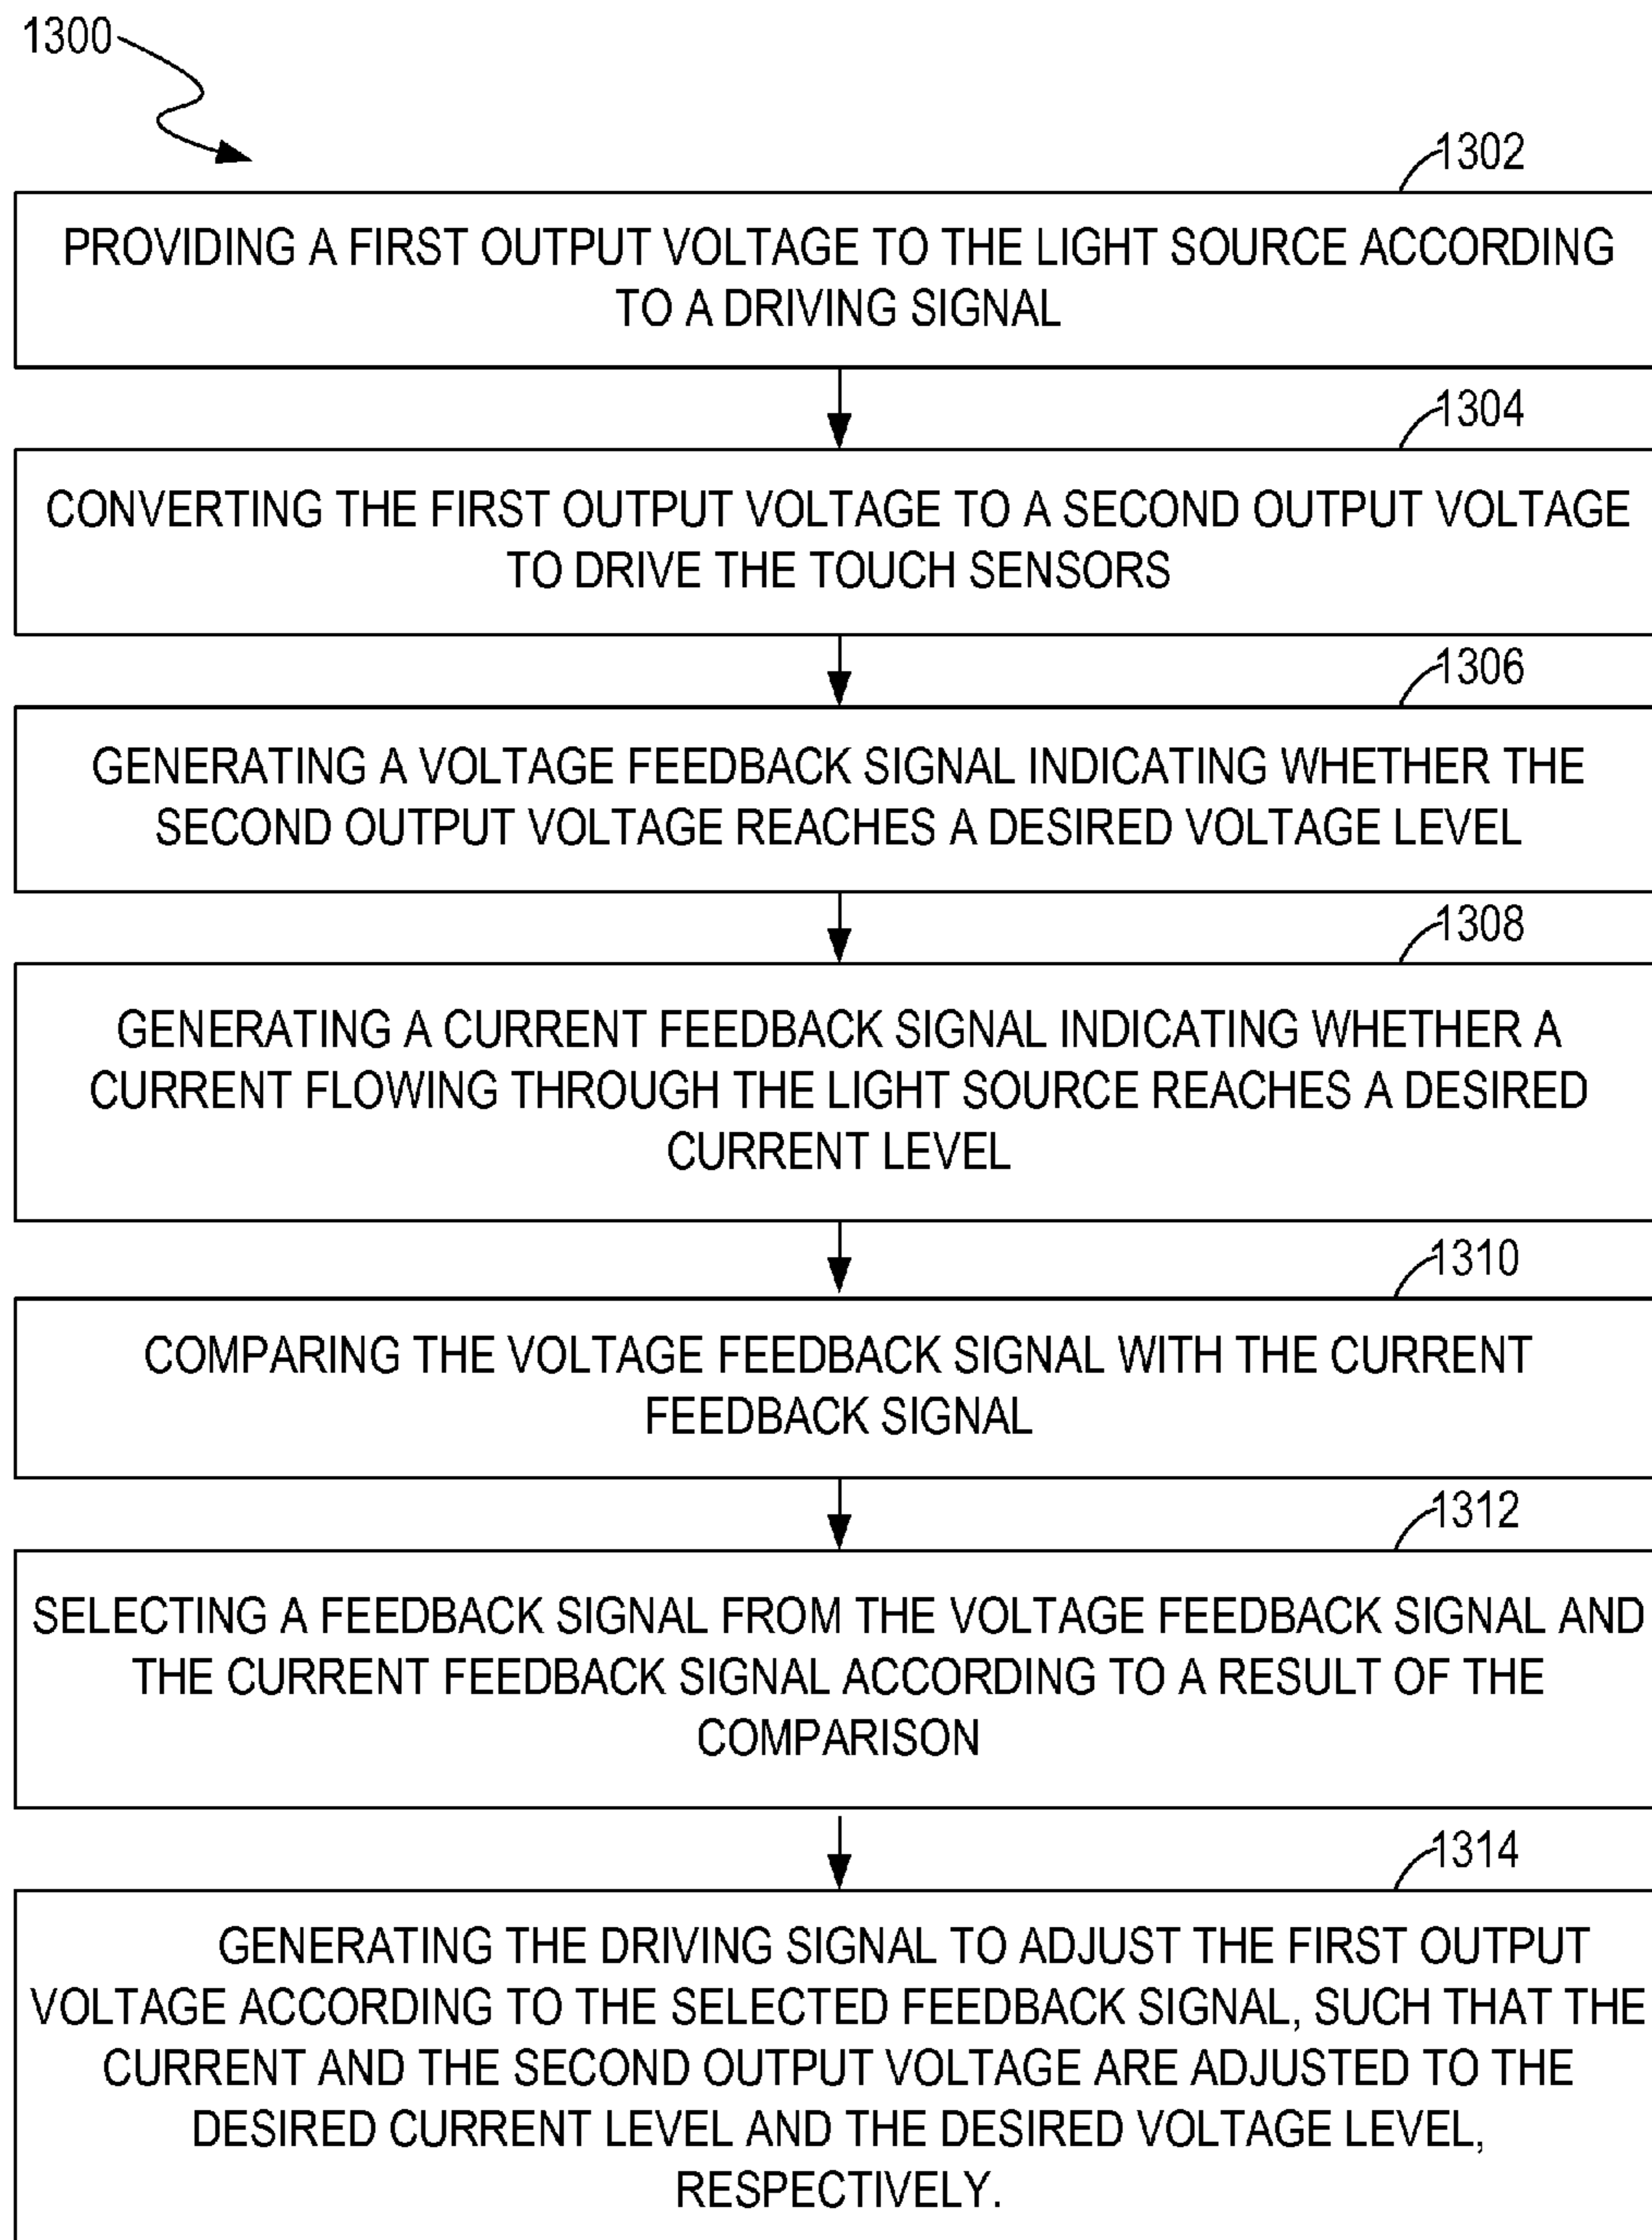 1300
1302
PROVIDING A FIRST OUTPUT VOLTAGE TO THE LIGHT SOURCE ACCORDING
TO A DRIVING SIGNAL
1304
CONVERTING THE FIRST OUTPUT VOLTAGE TO A SECOND OUTPUT VOLTAGE
TO DRIVE THE TOUCH SENSORS
1306
GENERATING A VOLTAGE FEEDBACK SIGNAL INDICATING WHETHER THE
SECOND OUTPUT VOLTAGE REACHES A DESIRED VOLTAGE LEVEL
1308
GENERATING A CURRENT FEEDBACK SIGNAL INDICATING WHETHER A
CURRENT FLOWING THROUGH THE LIGHT SOURCE REACHES A DESIRED
CURRENT LEVEL
1310
COMPARING THE VOLTAGE FEEDBACK SIGNAL WITH THE CURRENT
FEEDBACK SIGNAL
1312
SELECTING A FEEDBACK SIGNAL FROM THE VOLTAGE FEEDBACK SIGNAL AND
THE CURRENT FEEDBACK SIGNAL ACCORDING TO A RESULT OF THE
COMPARISON
1314
GENERATING THE DRIVING SIGNAL TO ADJUST THE FIRST OUTPUT
VOLTAGE ACCORDING TO THE SELECTED FEEDBACK SIGNAL, SUCH THAT THE
CURRENT AND THE SECOND OUTPUT VOLTAGE ARE ADJUSTED TO THE
DESIRED CURRENT LEVEL AND THE DESIRED VOLTAGE LEVEL,
RESPECTIVELY.